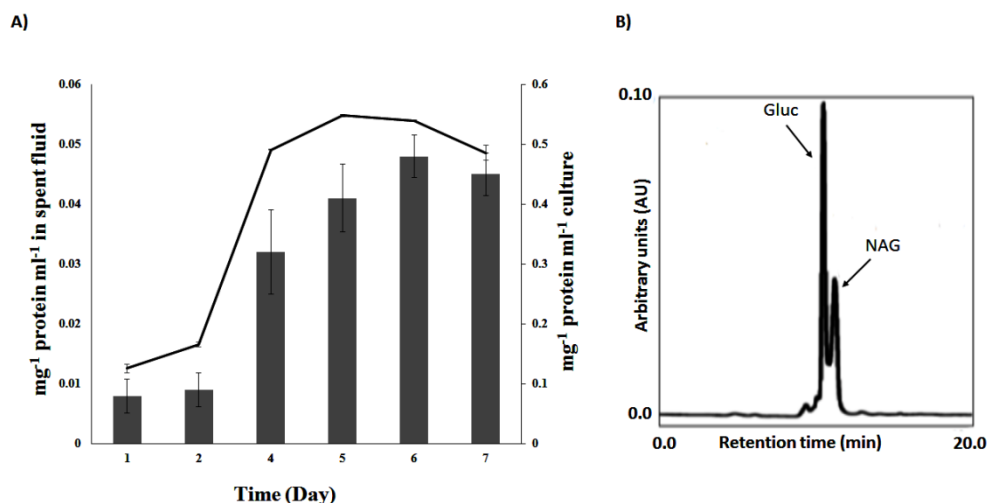 A)
mg⁻¹ protein ml⁻¹ in spent fluid
0.06
0.05
0.04
0.03
0.02
0.01
0
0.6
0.5
0.4
0.3
0.2
0.1
0
mg⁻¹ protein ml⁻¹ culture
1 2 4 5 6 7
Time (Day)
B)
Arbitrary units (AU)
0.10
0.0
Gluc
NAG
0.0 Retention time (min) 20.0